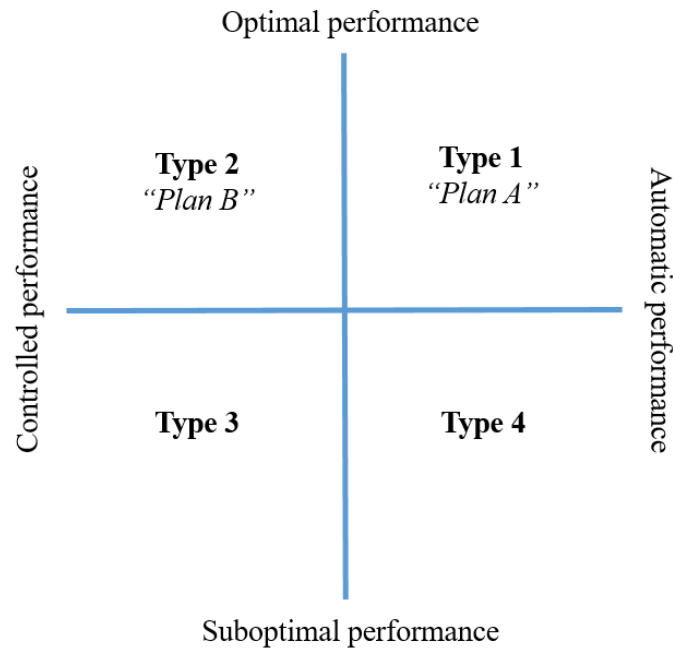 Optimal performance
Type 2
“Plan B”
Type 1
“Plan A”
Controlled performance
Automatic performance
Type 3
Type 4
Suboptimal performance